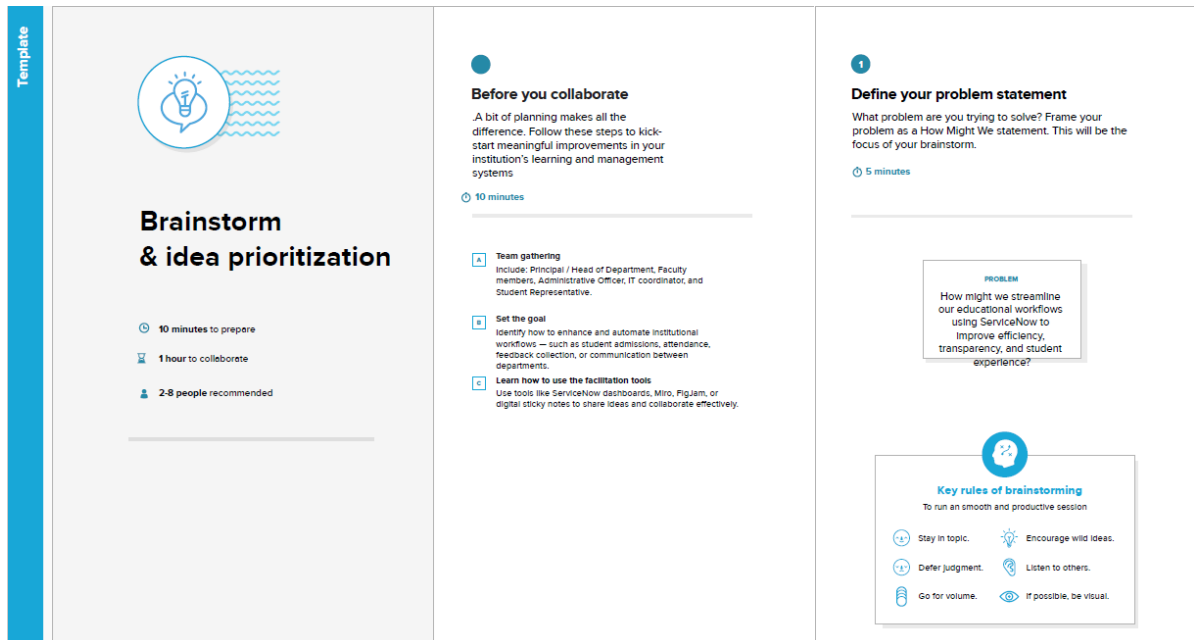 Template
Brainstorm
& idea prioritization
10 minutes to prepare
1 hour to collaborate
2-8 people recommended
Before you collaborate
.A bit of planning makes all the
difference. Follow these steps to kick-
start meaningful improvements in your
institution's learning and management
systems
10 minutes
A
Team gathering
Include: Principal / Head of Department, Faculty
members, Administrative Officer, IT coordinator, and
Student Representative.
B
Set the goal
Identify how to enhance and automate institutional
workflows — such as student admissions, attendance,
feedback collection, or communication between
departments.
C
Learn how to use the facilitation tools
Use tools like ServiceNow dashboards, Miro, FigJam, or
digital sticky notes to share ideas and collaborate effectively.
1
Define your problem statement
What problem are you trying to solve? Frame your
problem as a How Might We statement. This will be the
focus of your brainstorm.
5 minutes
PROBLEM
How might we streamline
our educational workflows
using ServiceNow to
improve efficiency,
transparency, and student
experience?
Key rules of brainstorming
To run an smooth and productive session
Stay in topic.
Encourage wild ideas.
Defer judgment.
Listen to others.
Go for volume.
If possible, be visual.